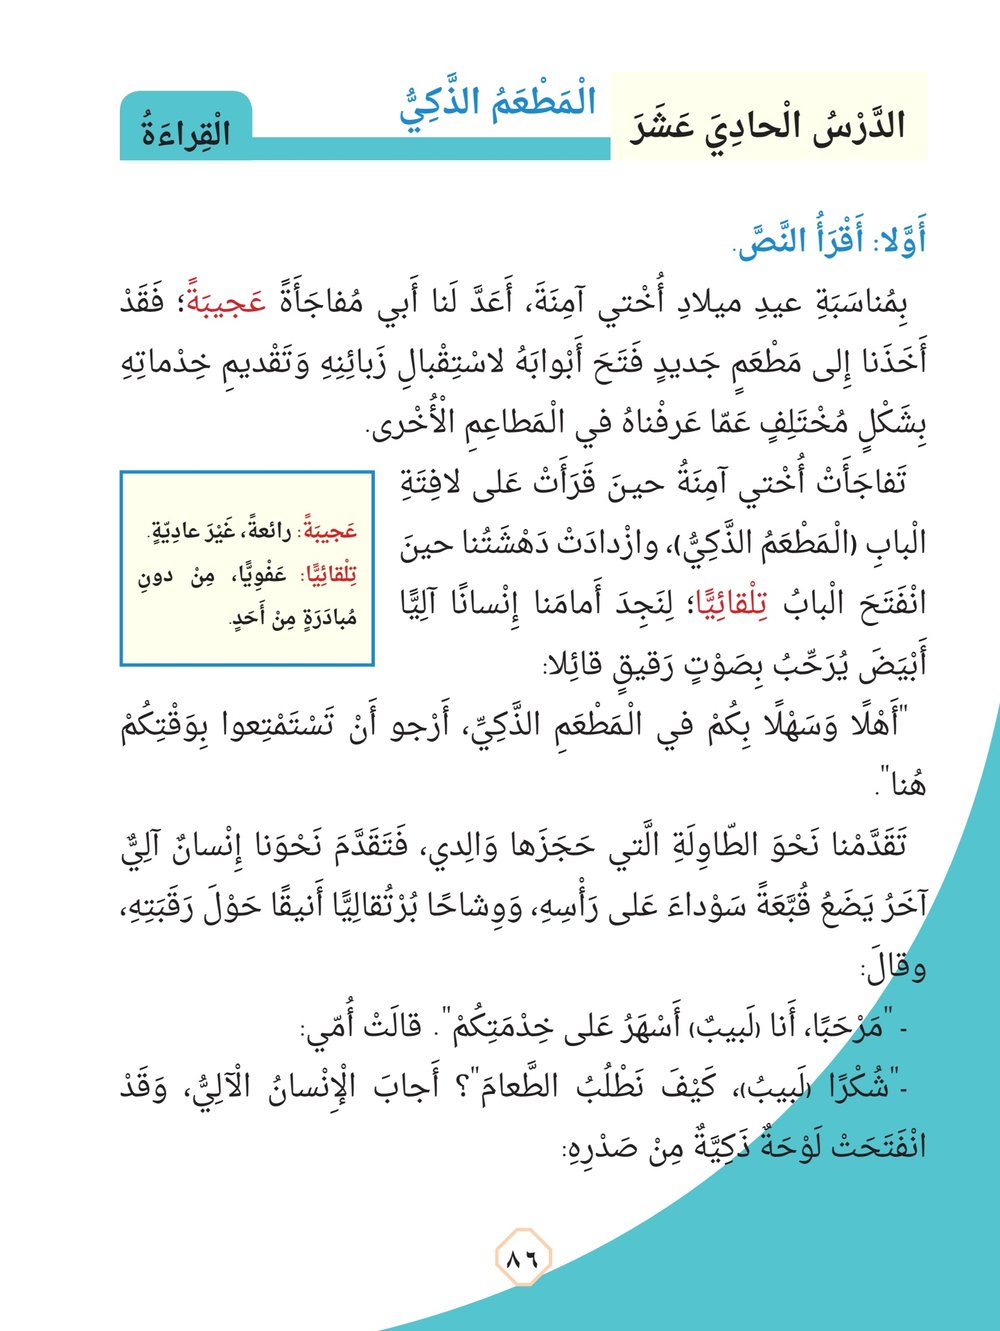 الدَّرْسُ الْحادِيَ عَشَرَ
الْمَطْعَمُ الذَّكِيُّ
الْقِراءَةُ
أَوَّلا: أَقْرَأُ النَّصَّ.
بِمُناسَبَةِ عيدِ ميلادِ أُخْتي آمِنَةَ، أَعَدَّ لَنا أَبي مُفاجَأَةً عَجيبَةً؛ فَقَدْ
أَخَذَنا إِلى مَطْعَمٍ جَديدٍ فَتَحَ أَبْوابَهُ لاسْتِقْبالِ زَبائِنِهِ وَتَقْديمِ خِدْماتِهِ
بِشَكْلٍ مُخْتَلِفٍ عَمّا عَرفْناهُ في الْمَطاعِمِ الْأُخْرى.
تَفاجَأَتْ أُخْتي آمِنَةُ حينَ قَرَأَتْ عَلى لافِتَةِ
الْبابِ (الْمَطْعَمُ الذَّكِيُّ)، وازْدادَتْ دَهْشَتُنا حينَ
انْفَتَحَ الْبابُ تِلْقائِيًّا؛ لِنَجِدَ أَمامَنا إِنْسانًا آلِيًّا
أَبْيَضَ يُرَحِّبُ بِصَوْتٍ رَقيقٍ قائِلا:
عَجيبَةً: رائعةً، غَيْرَ عادِيّةٍ.
تِلْقائِيًّا: عَفْوِيًّا، مِنْ دونِ
مُبادَرَةٍ مِنْ أَحَدٍ.
"أَهْلًا وَسَهْلًا بِكُمْ في الْمَطْعَمِ الذَّكِيِّ، أَرْجو أَنْ تَسْتَمْتِعوا بِوَقْتِكُمْ
هُنا".
تَقَدَّمْنا نَحْوَ الطّاوِلَةِ الَّتي حَجَزَها وَالِدي، فَتَقَدَّمَ نَحْوَنا إِنْسانٌ آلِيٌّ
آخَرُ يَضَعُ قُبَّعَةً سَوْداءَ عَلى رَأْسِهِ، وَوِشاحًا بُرْتُقالِيًّا أَنيقًا حَوْلَ رَقَبَتِهِ،
وقالَ:
- "مَرْحَبًا، أَنا (لَبيبٌ) أَسْهَرُ عَلى خِدْمَتِكُمْ". قالَتْ أُمّي:
-"شُكْرًا (لَبيبُ)، كَيْفَ نَطْلُبُ الطَّعامَ"؟ أَجابَ الْإِنْسانُ الْآلِيُّ، وَقَدْ
انْفَتَحَتْ لَوْحَةٌ ذَكِيَّةٌ مِنْ صَدْرِهِ:
٨٦